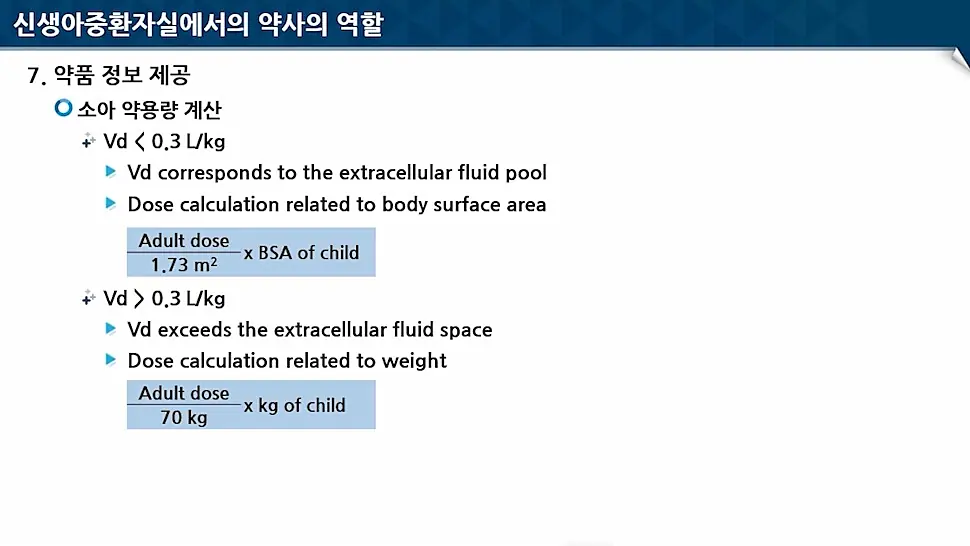 신생아중환자실에서의 약사의 역할
7. 약품 정보 제공
소아 약용량 계산
Vd < 0.3 L/kg
Vd corresponds to the extracellular fluid pool
Dose calculation related to body surface area
Adult dose
x BSA of child
1.73 m²
Vd > 0.3 L/kg
Vd exceeds the extracellular fluid space
Dose calculation related to weight
Adult dose
x kg of child
70 kg